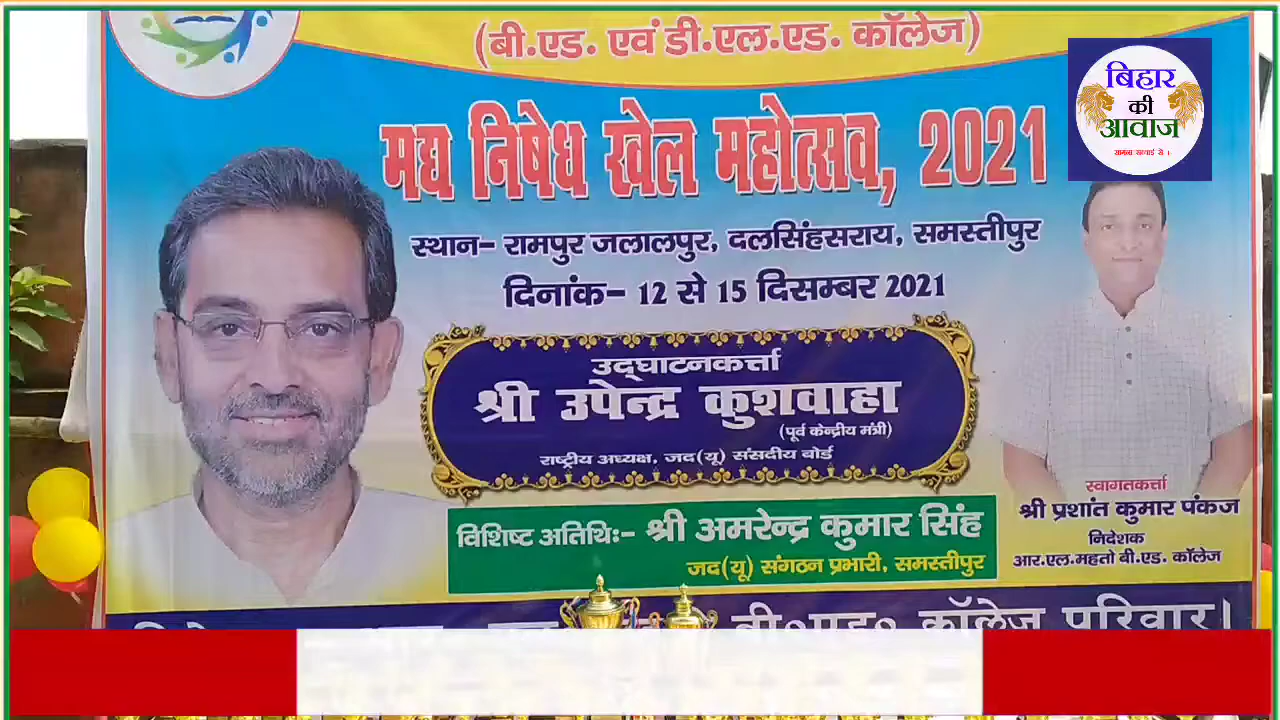 (बी.एड. एवं डी.एल.एड. कॉलेज)
बिहार
की
आवाज
मद्य निषेध खेल महोत्सव, 2021
स्थान- रामपुर जलालपुर, दलसिंहसराय, समस्तीपुर
दिनांक- 12 से 15 दिसम्बर 2021
उद्घाटनकर्त्ता
श्री उपेन्द्र कुशवाहा
(पूर्व केन्द्रीय मंत्री)
राष्ट्रीय अध्यक्ष, जद(यू) संसदीय बोर्ड
विशिष्ट अतिथिः- श्री अमरेन्द्र कुमार सिंह
जद(यू) संगठन प्रभारी, समस्तीपुर
स्वागतकर्त्ता
श्री प्रशांत कुमार पंकज
निदेशक
आर.एल.महतो बी.एड. कॉलेज
बी०एड० कॉलेज परिवार।